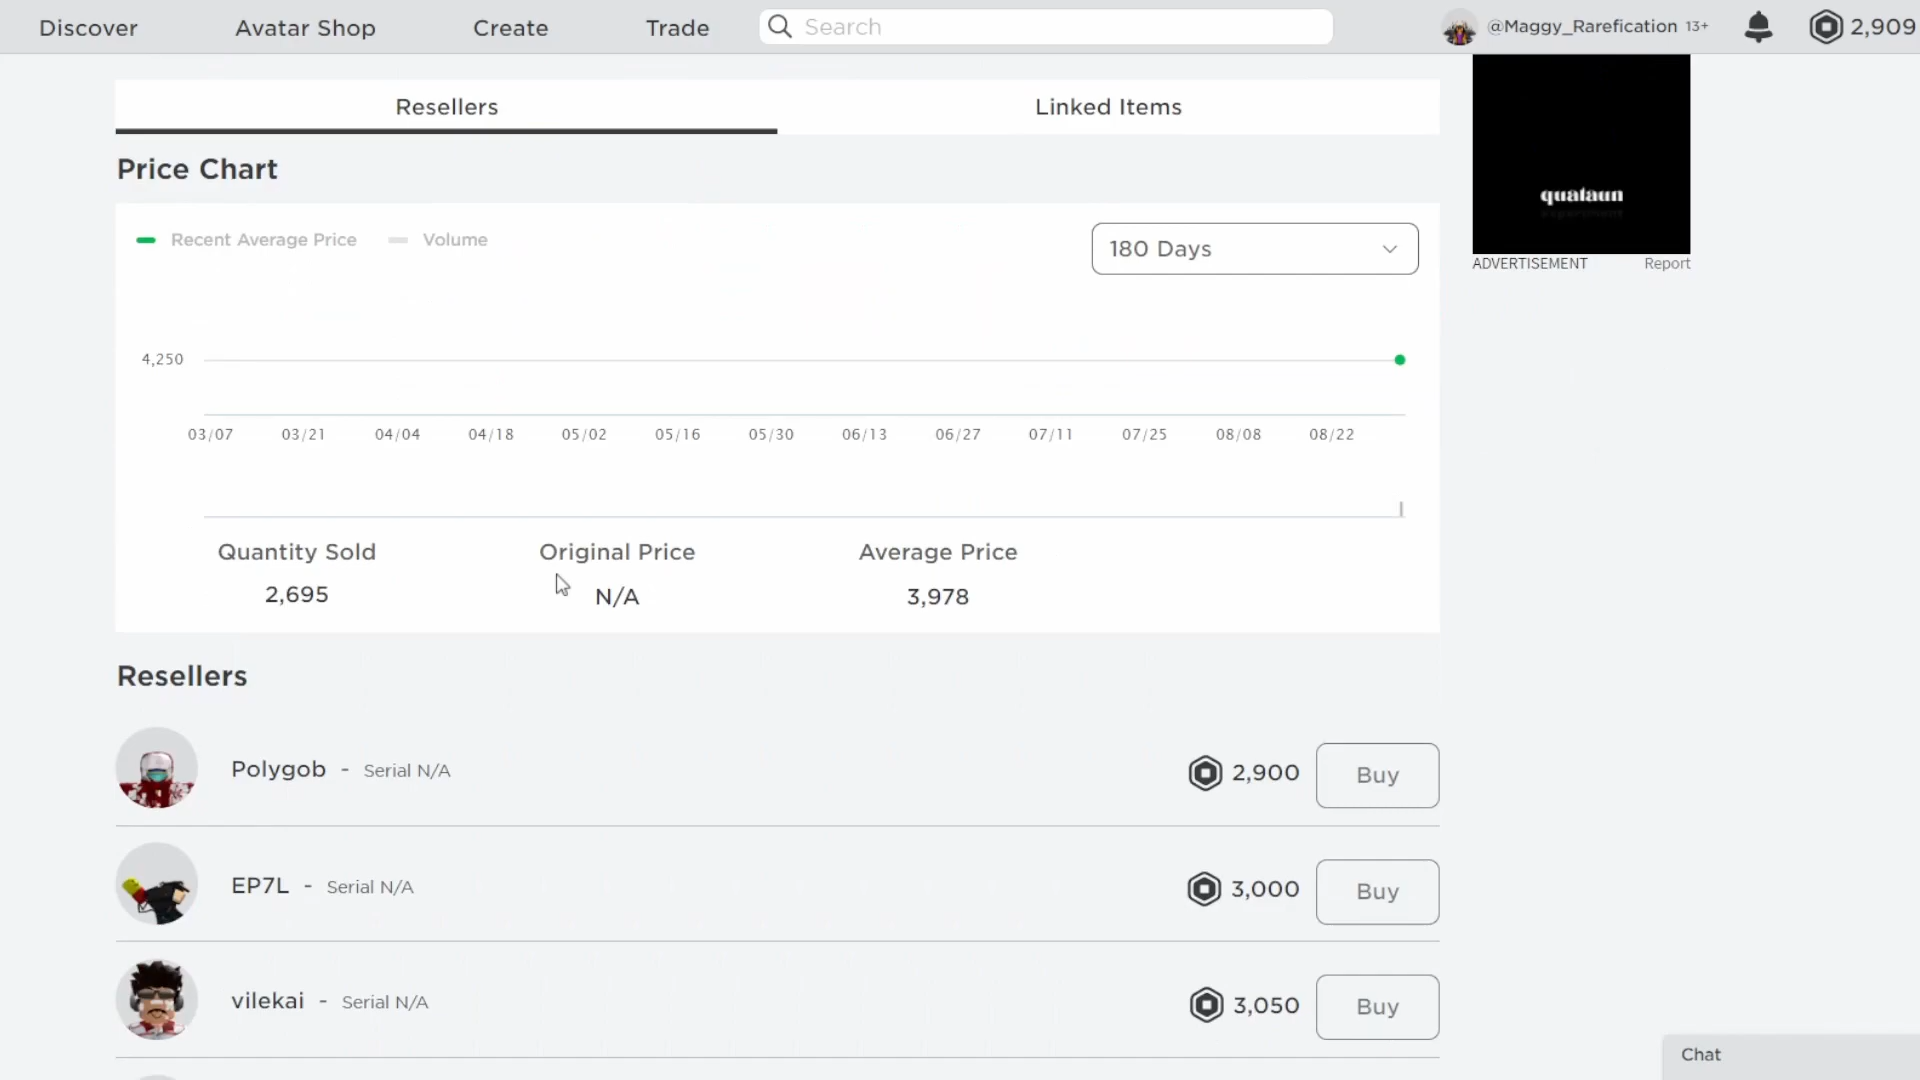 Discover Avatar Shop Create Trade Search @Maggy_Rarefication 13+ 2,909
Resellers Linked Items
Price Chart
quataun
ADVERTISEMENT Report
Recent Average Price Volume 180 Days
4,250
03/07 03/21 04/04 04/18 05/02 05/16 05/30 06/13 06/27 07/11 07/25 08/08 08/22
Quantity Sold Original Price Average Price
2,695 N/A 3,978
Resellers
Polygob - Serial N/A 2,900 Buy
EP7L - Serial N/A 3,000 Buy
vilekai - Serial N/A 3,050 Buy
Chat